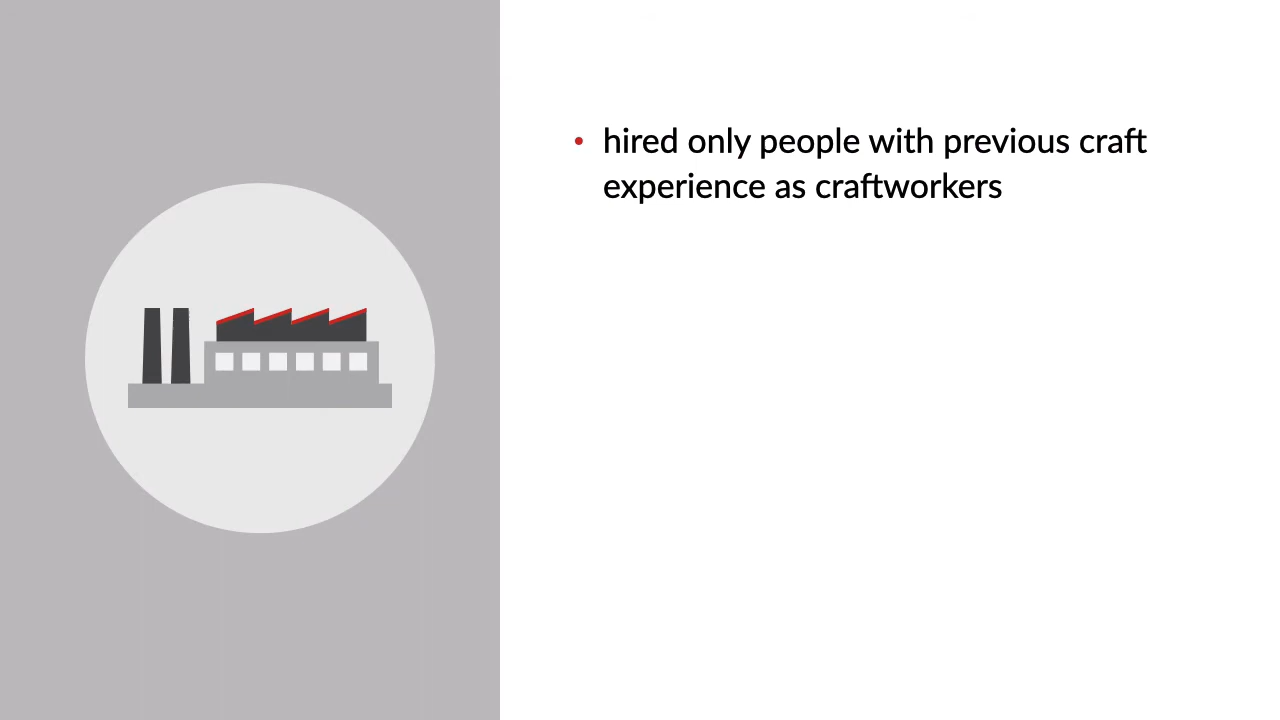 • hired only people with previous craft
experience as craftworkers